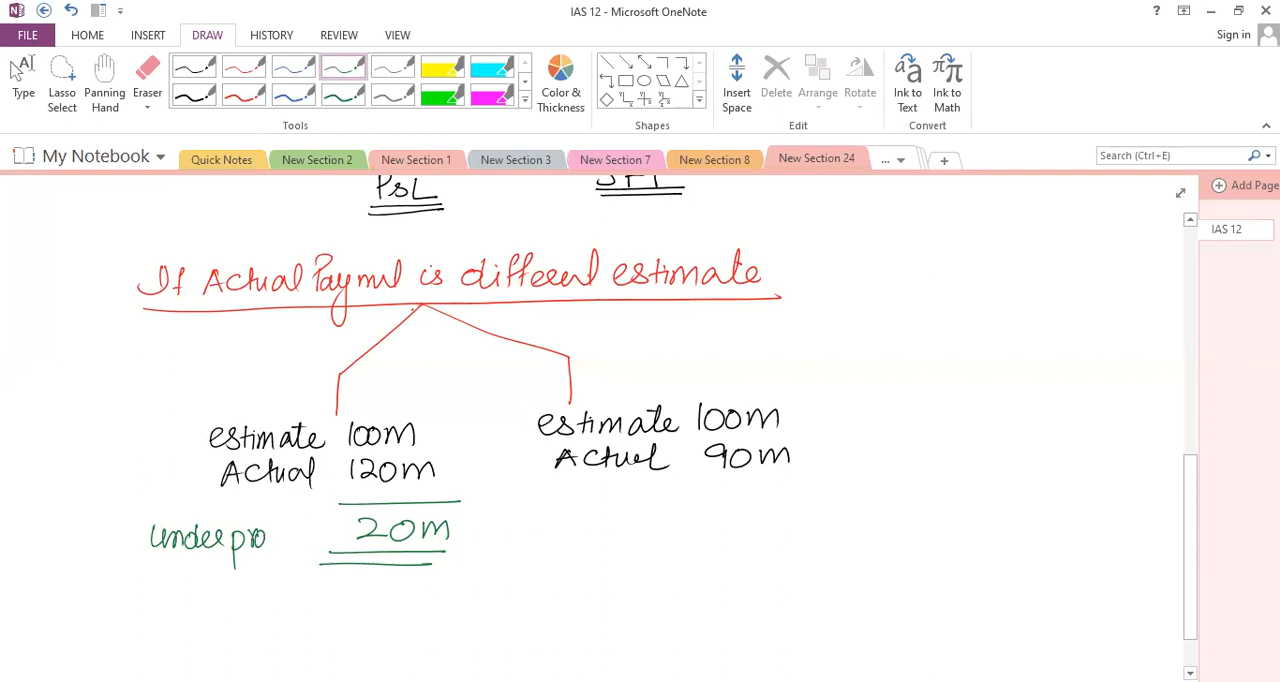 IAS 12 - Microsoft OneNote
Sign in
FILE HOME INSERT DRAW HISTORY REVIEW VIEW
Type
Lasso Select
Panning Hand
Eraser
Color & Thickness
Insert Space
Delete
Arrange
Rotate
Ink to Text
Ink to Math
Tools
Shapes
Edit
Convert
My Notebook
Quick Notes
New Section 2
New Section 1
New Section 3
New Section 7
New Section 8
New Section 24
...
Search (Ctrl+E)
Add Page
IAS 12
PSL
If Actual Paymnt is different estimate
estimate 100M
Actual 120M
20M
underpro
estimate 100M
Actual 90M